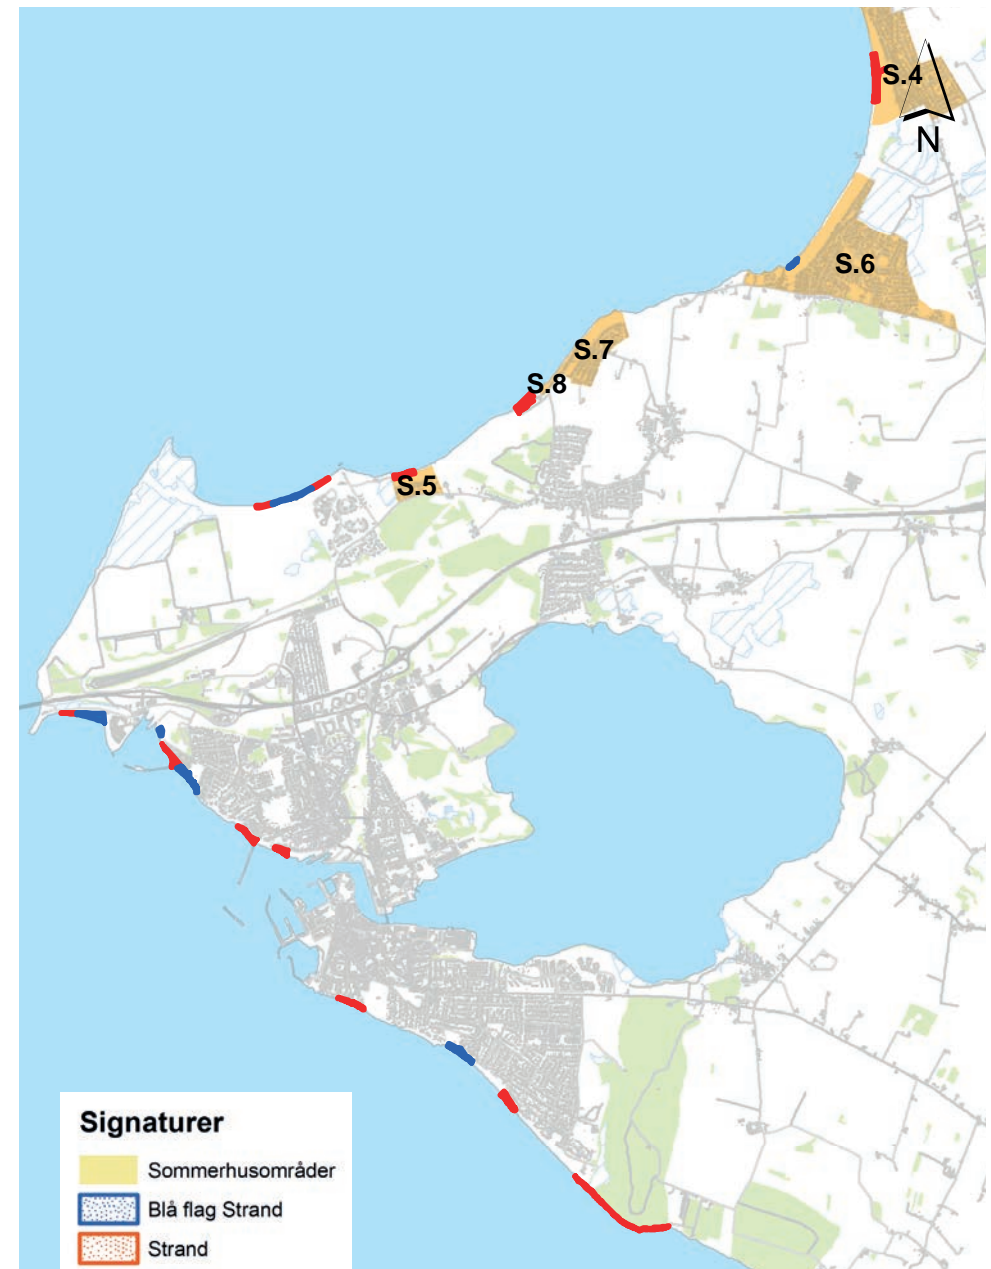 S.4
N
S.6
S.7
S.8
S.5
Signaturer
Sommerhusområder
Blå flag Strand
Strand